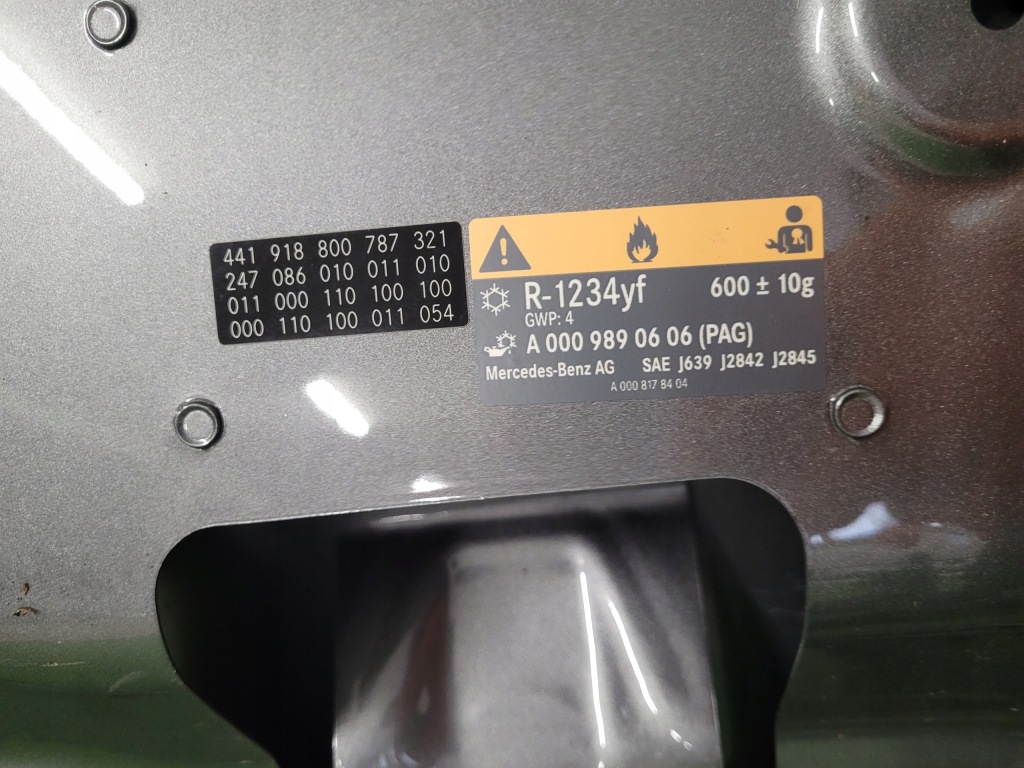 441 918 800 787 321
247 086 010 011 010
011 000 110 100 100
000 110 100 011 054
R-1234yf 600 ± 10g
GWP: 4
A 000 989 06 06 (PAG)
Mercedes-Benz AG SAE J639 J2842 J2845
A 000 817 84 04